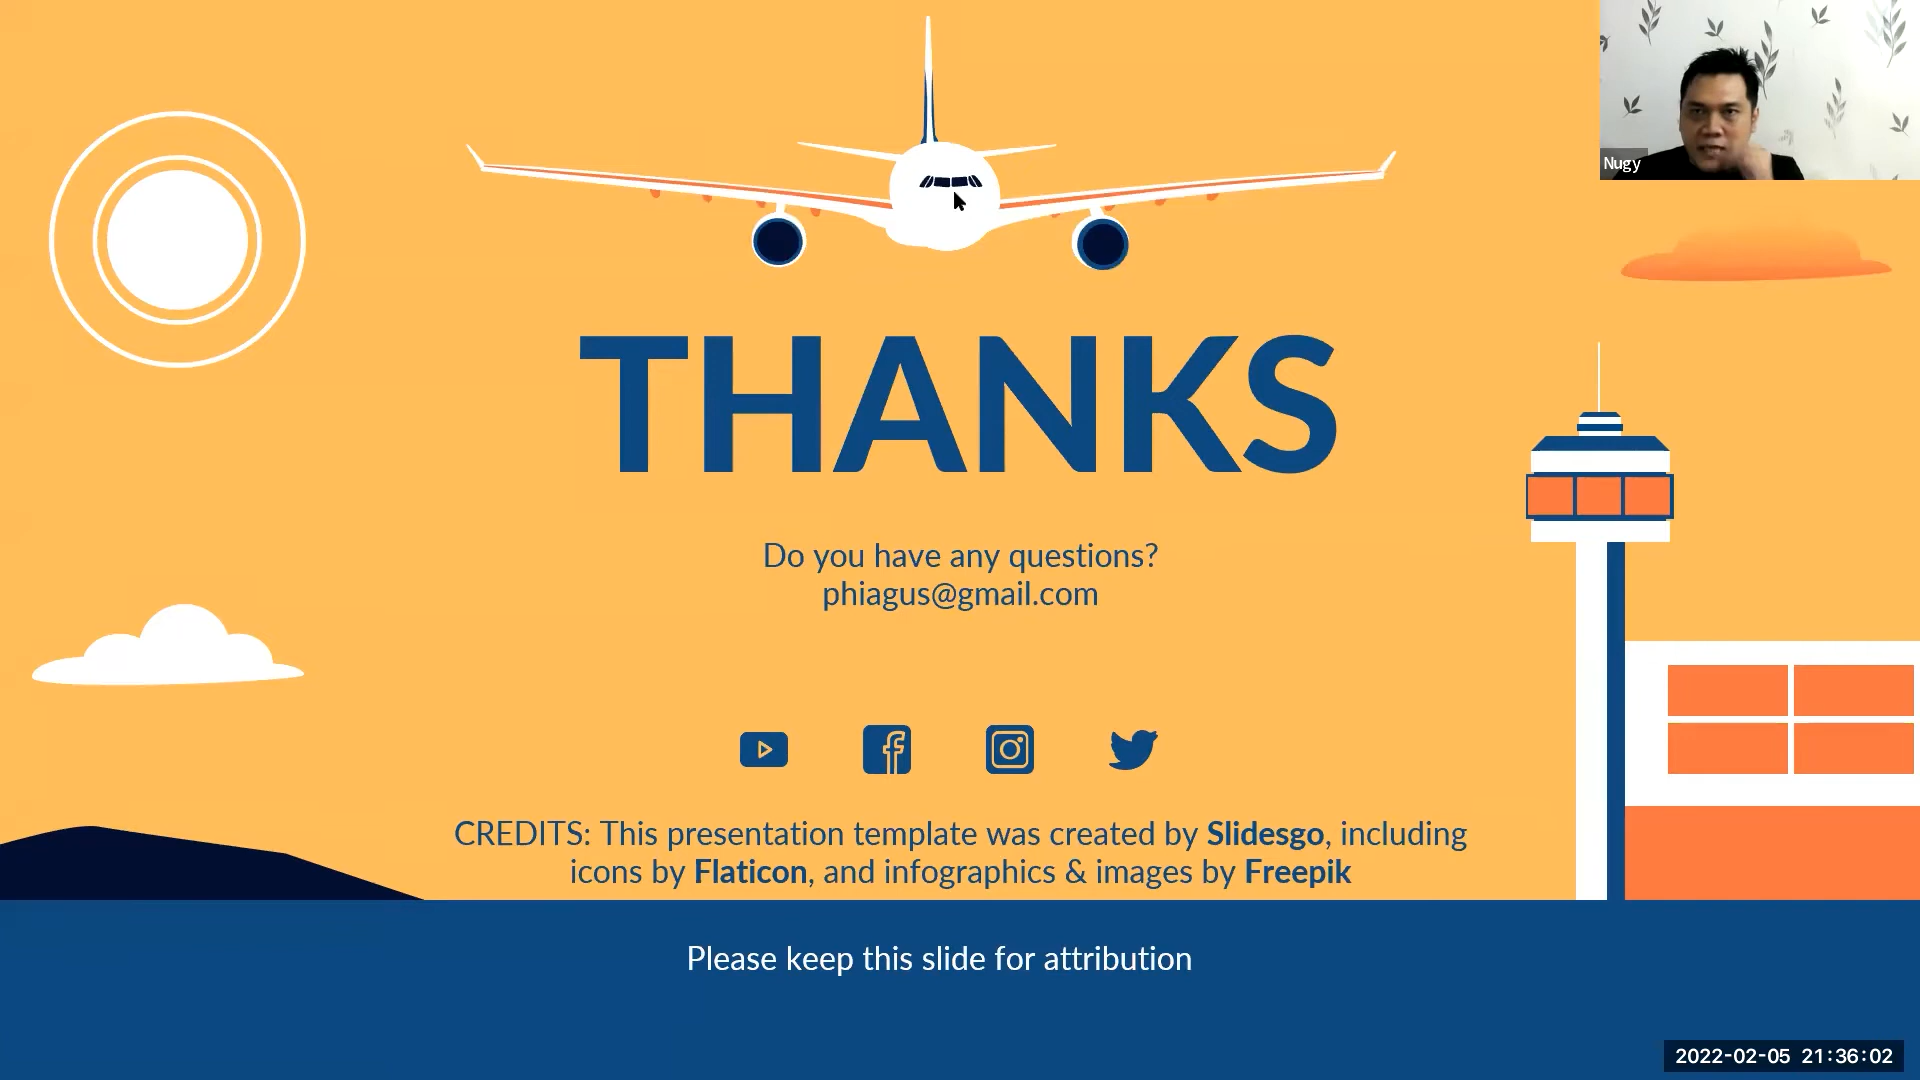 Nugy
THANKS
Do you have any questions?
phiagus@gmail.com
CREDITS: This presentation template was created by Slidesgo, including
icons by Flaticon, and infographics & images by Freepik
Please keep this slide for attribution
2022-02-05 21:36:02